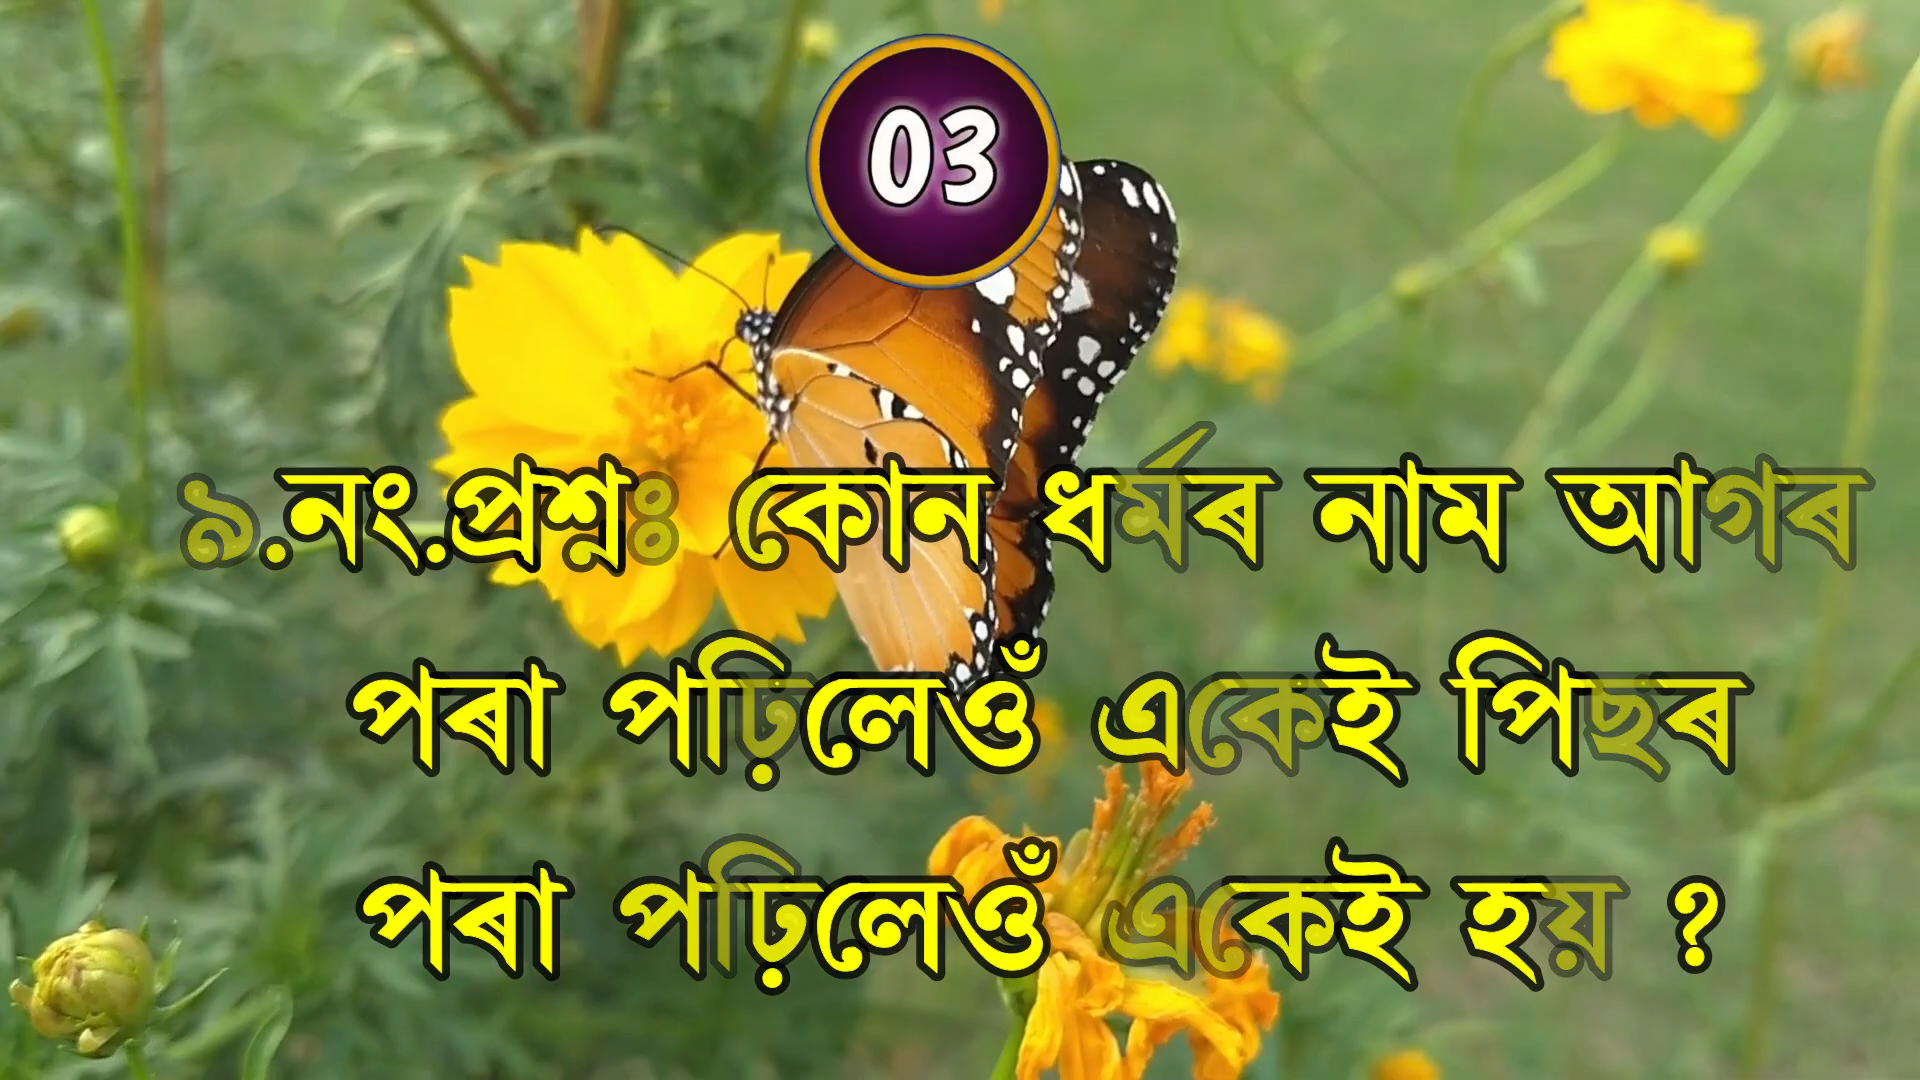 03
৯.নং.প্ৰশ্নঃ কোন ধৰ্মৰ নাম আগৰ
পৰা পঢ়িলেওঁ একেই পিছৰ
পৰা পঢ়িলেওঁ একেই হয় ?